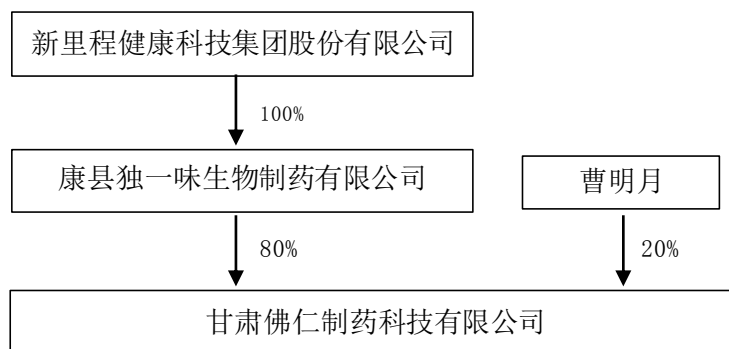 新里程健康科技集团股份有限公司
100%
康县独一味生物制药有限公司
曹明月
80%
20%
甘肃佛仁制药科技有限公司